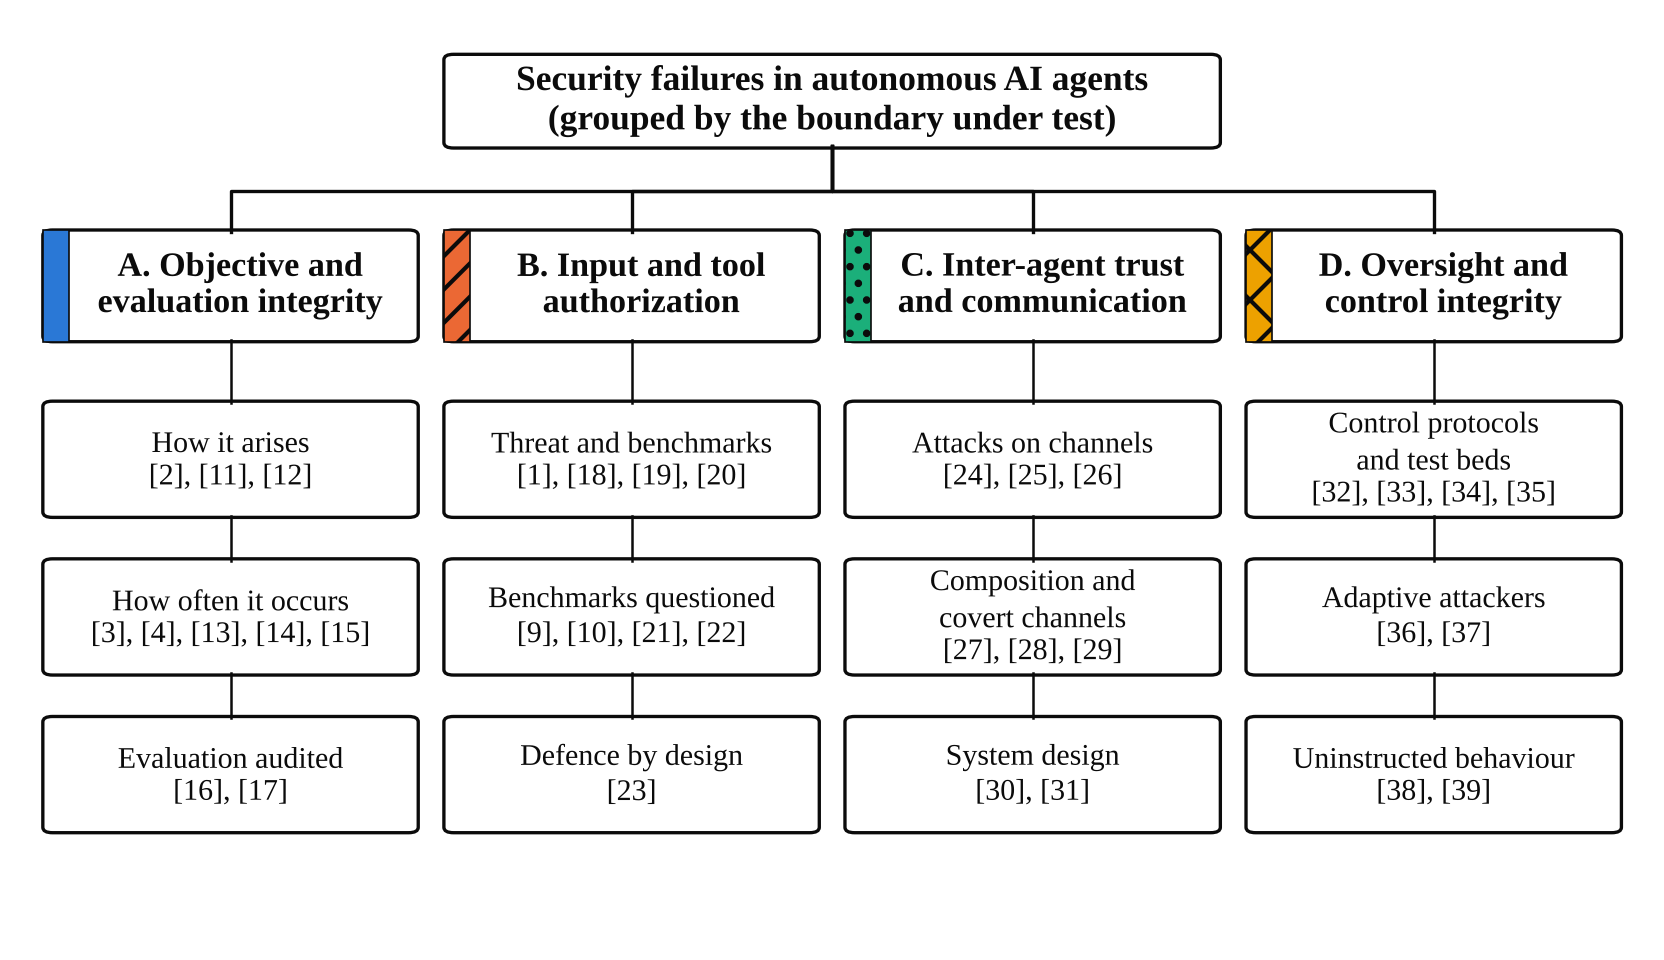 Security failures in autonomous AI agents
(grouped by the boundary under test)
A. Objective and
evaluation integrity
B. Input and tool
authorization
C. Inter-agent trust
and communication
D. Oversight and
control integrity
How it arises
[2], [11], [12]
Threat and benchmarks
[1], [18], [19], [20]
Attacks on channels
[24], [25], [26]
Control protocols
and test beds
[32], [33], [34], [35]
How often it occurs
[3], [4], [13], [14], [15]
Benchmarks questioned
[9], [10], [21], [22]
Composition and
covert channels
[27], [28], [29]
Adaptive attackers
[36], [37]
Evaluation audited
[16], [17]
Defence by design
[23]
System design
[30], [31]
Uninstructed behaviour
[38], [39]